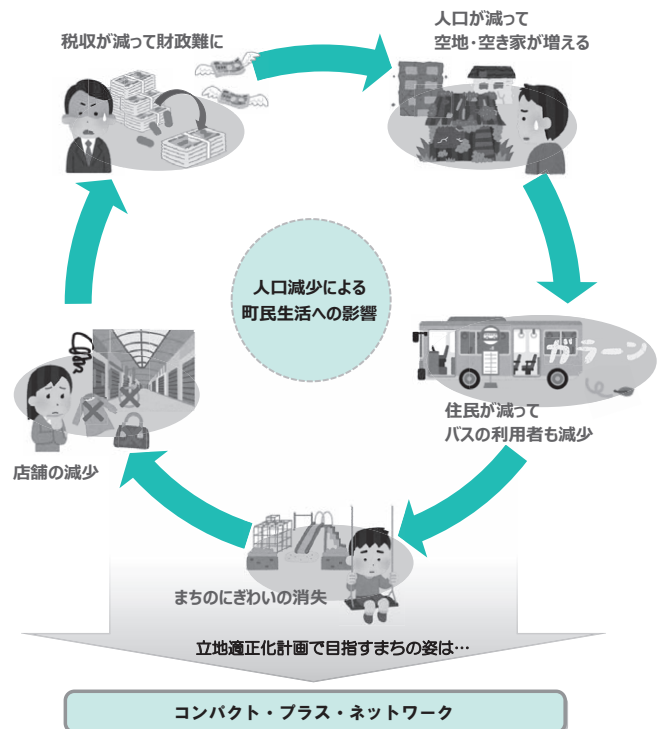 税収が減って財政難に
人口が減って
空地・空き家が増える
人口減少による
町民生活への影響
ガラーン
住民が減って
バスの利用者も減少
店舗の減少
まちのにぎわいの消失
立地適正化計画で目指すまちの姿は…
コンパクト・プラス・ネットワーク